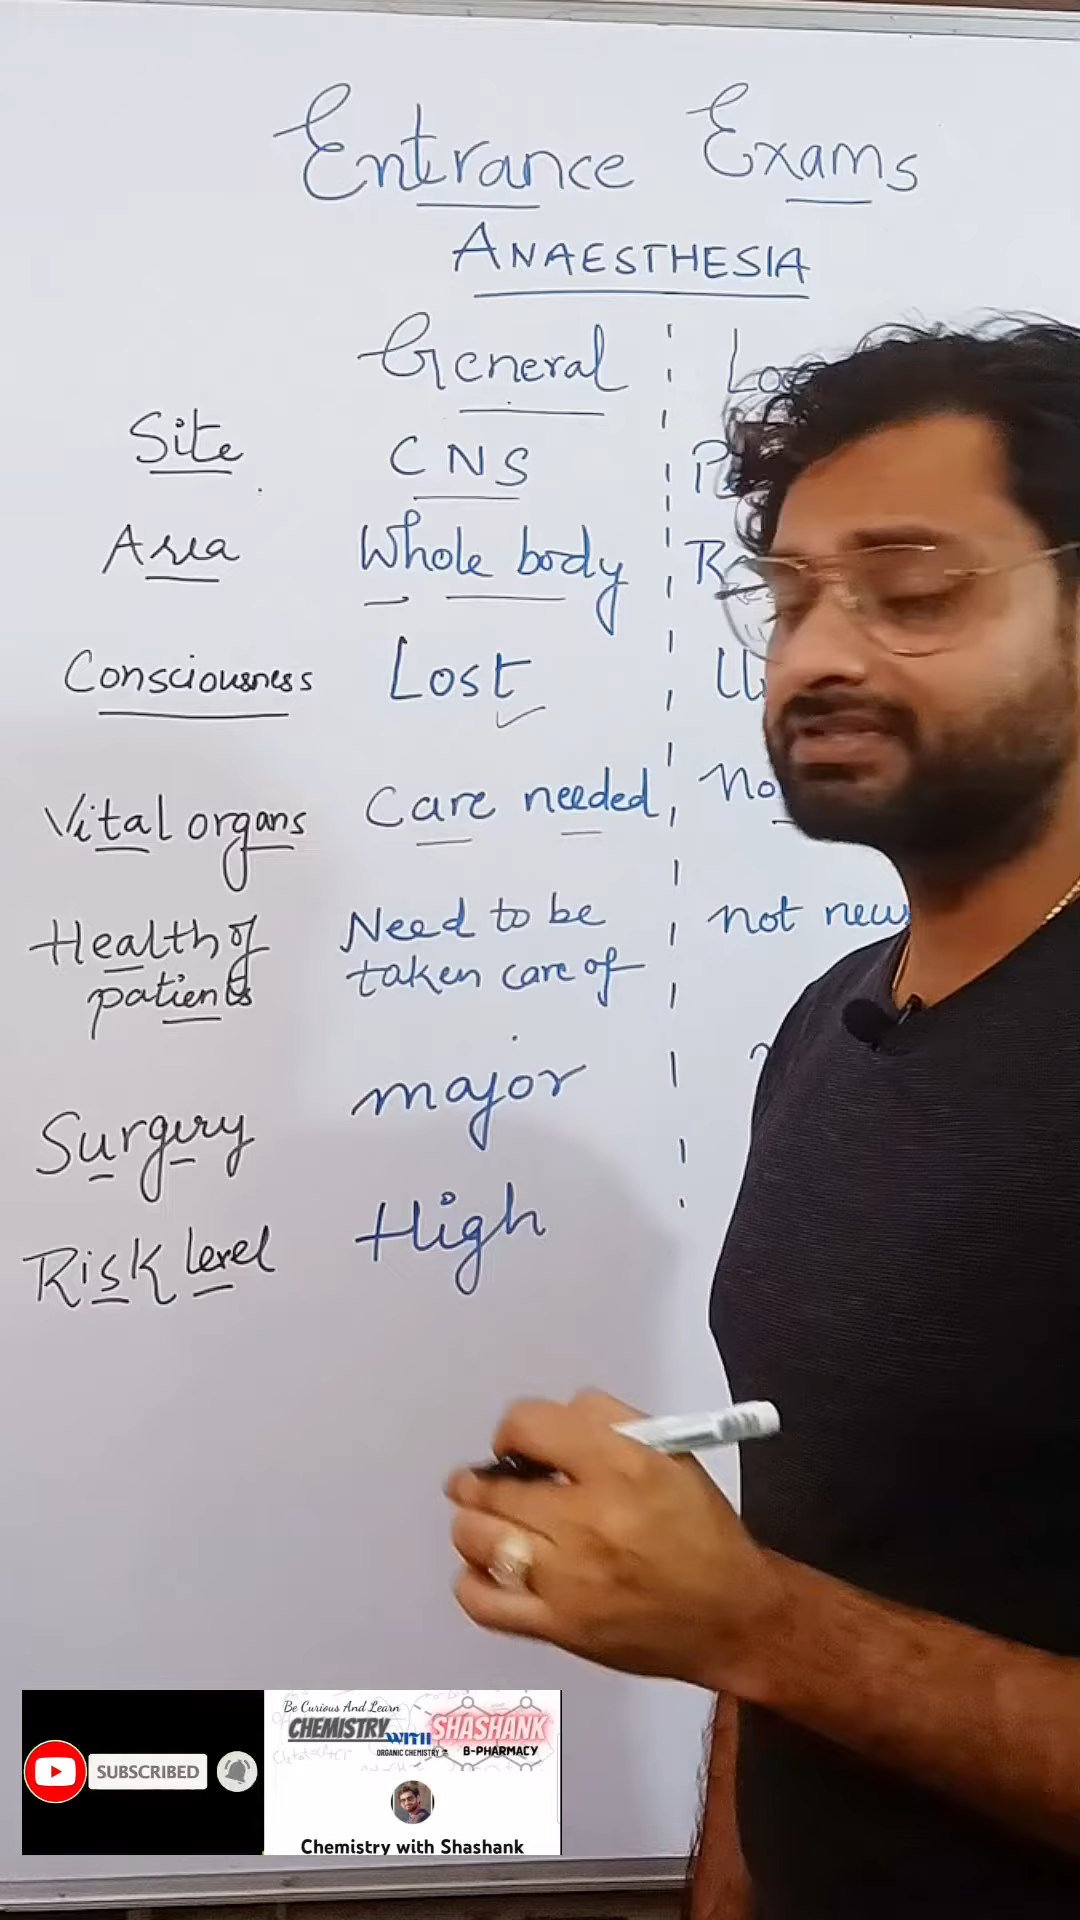 Entrance Exams
ANAESTHESIA
General
Site CNS
Area Whole body
Consciousness Lost
Vital organs Care needed
Health of Need to be not
patients taken care of
Surgery major
Risk level High
Be Curious And Learn
CHEMISTRY WITH SHASHANK
ORGANIC CHEMISTRY B-PHARMACY
SUBSCRIBED
Chemistry with Shashank